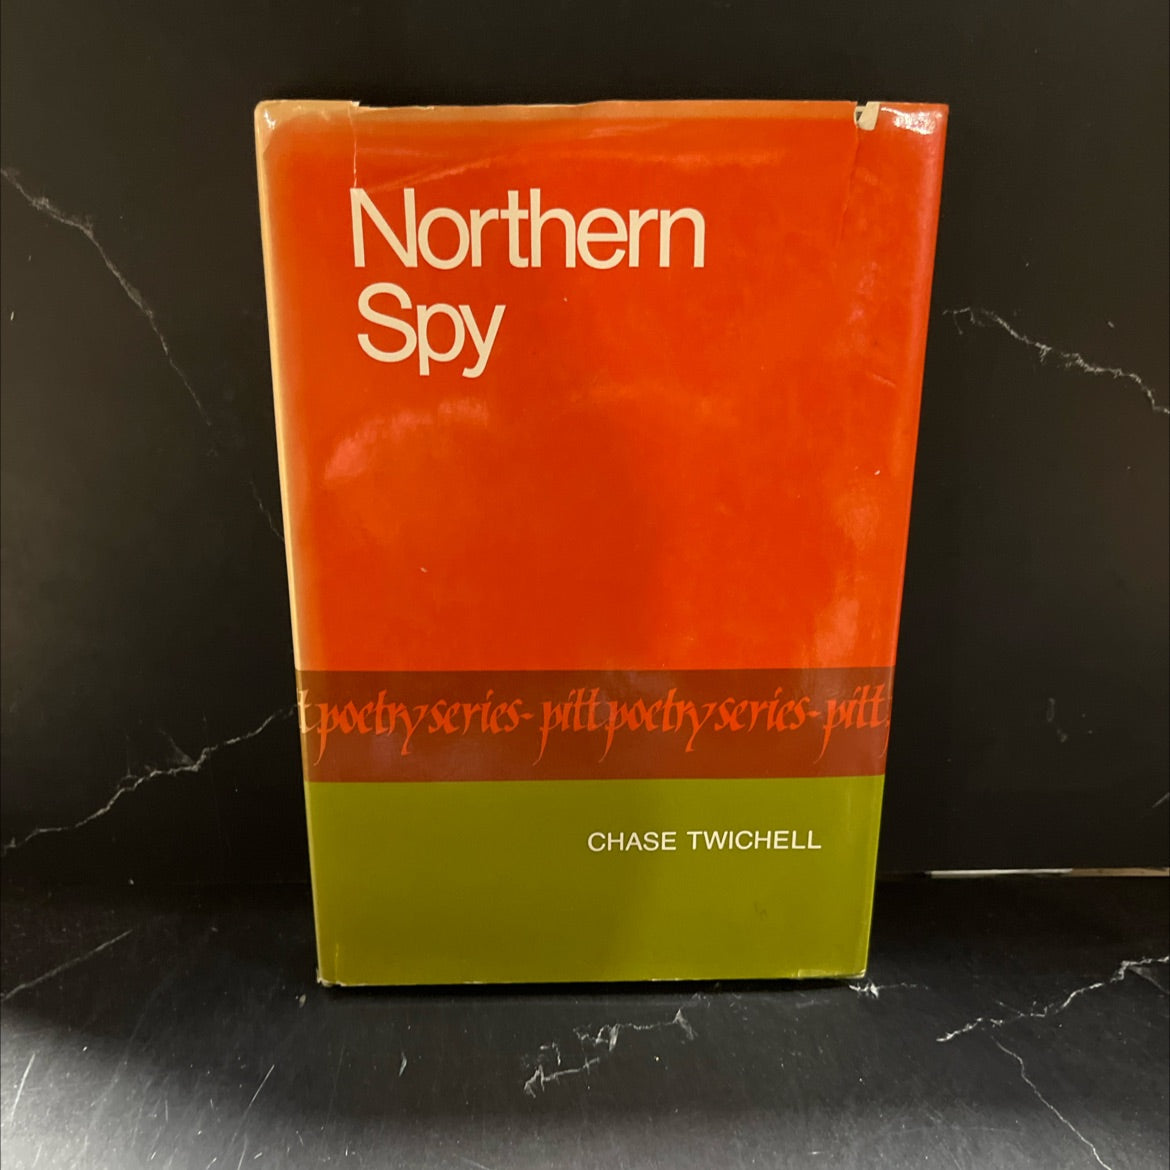 Northern
Spy
t poetry series - pitt poetry series - pitt
CHASE TWICHELL